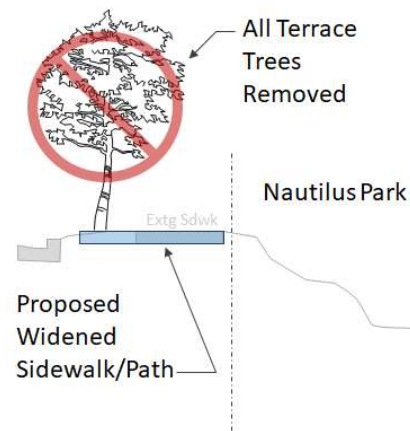 All Terrace
Trees
Removed
Nautilus Park
Extg Sdwk
Proposed
Widened
Sidewalk/Path